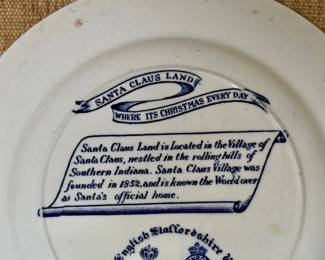 SANTA CLAUS LAND
WHERE ITS CHRISTMAS EVERY DAY
Santa Claus Land is Located in the Village of
Santa Claus, nestled in the rolling hills of
Southern Indiana. Santa Claus Village was
founded in 1852, and is known the World over
as Santa's official home.
English Staffordshire